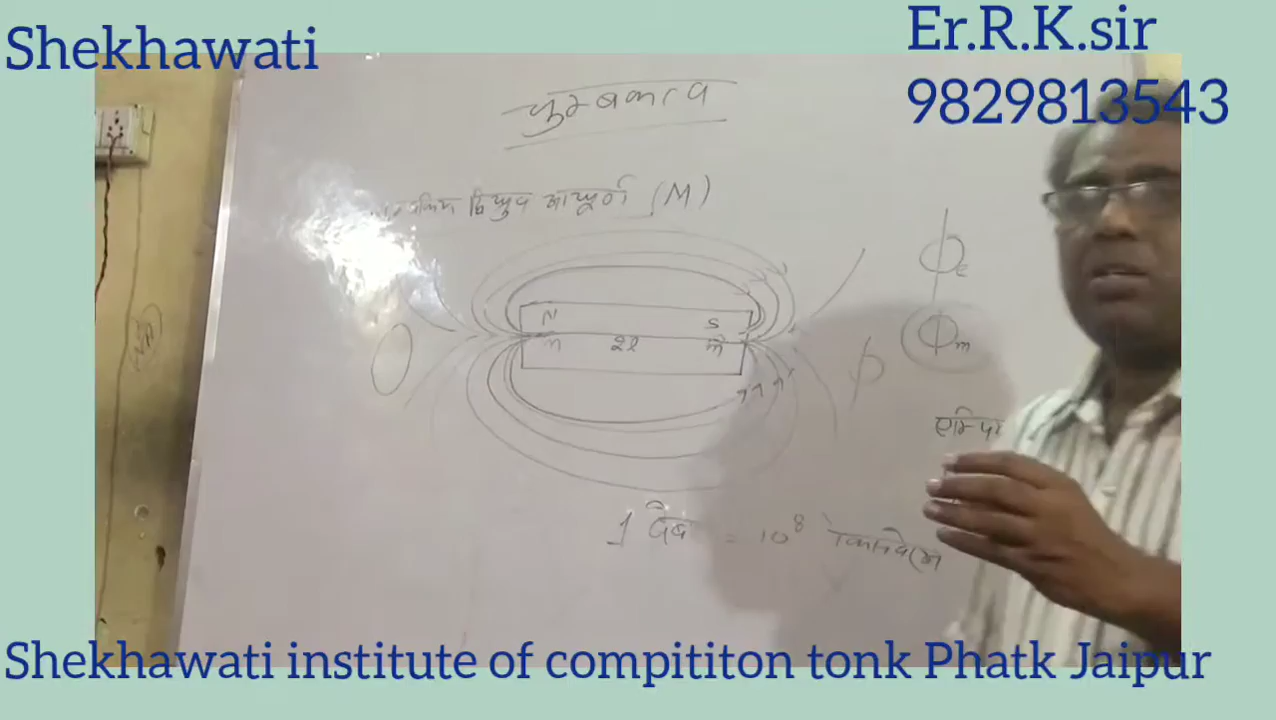 Shekhawati
Er.R.K.sir
9829813543
चुम्बकत्व
द्विध्रुव आघूर्ण (M)
N S
m 2l m
Φe
Φm
1 वेबर = 10⁸ मैक्सवेल
Shekhawati institute of compititon tonk Phatk Jaipur